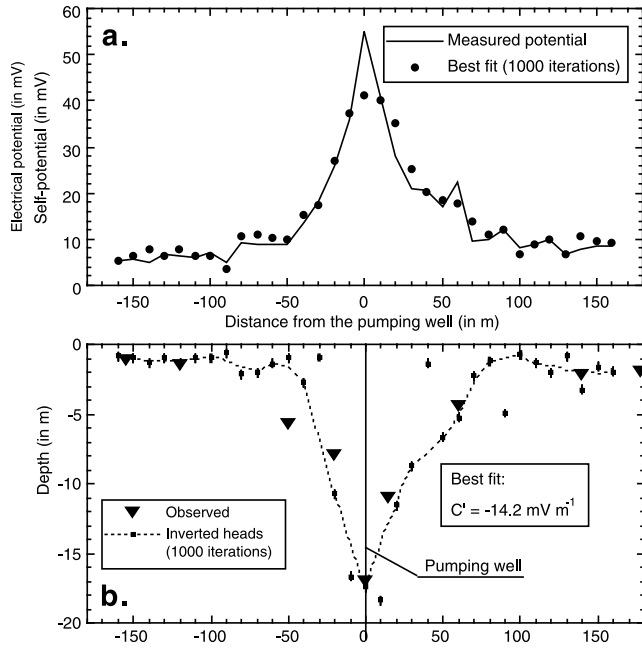 60
50
40
30
20
10
0
Electrical potential (in mV)
Self-potential (in mV)
a.
Measured potential
Best fit (1000 iterations)
-150 -100 -50 0 50 100 150
Distance from the pumping well (in m)
0
-5
-10
-15
-20
Depth (in m)
Observed
Inverted heads
(1000 iterations)
Best fit:
C' = -14.2 mV m-1
Pumping well
b.
-150 -100 -50 0 50 100 150